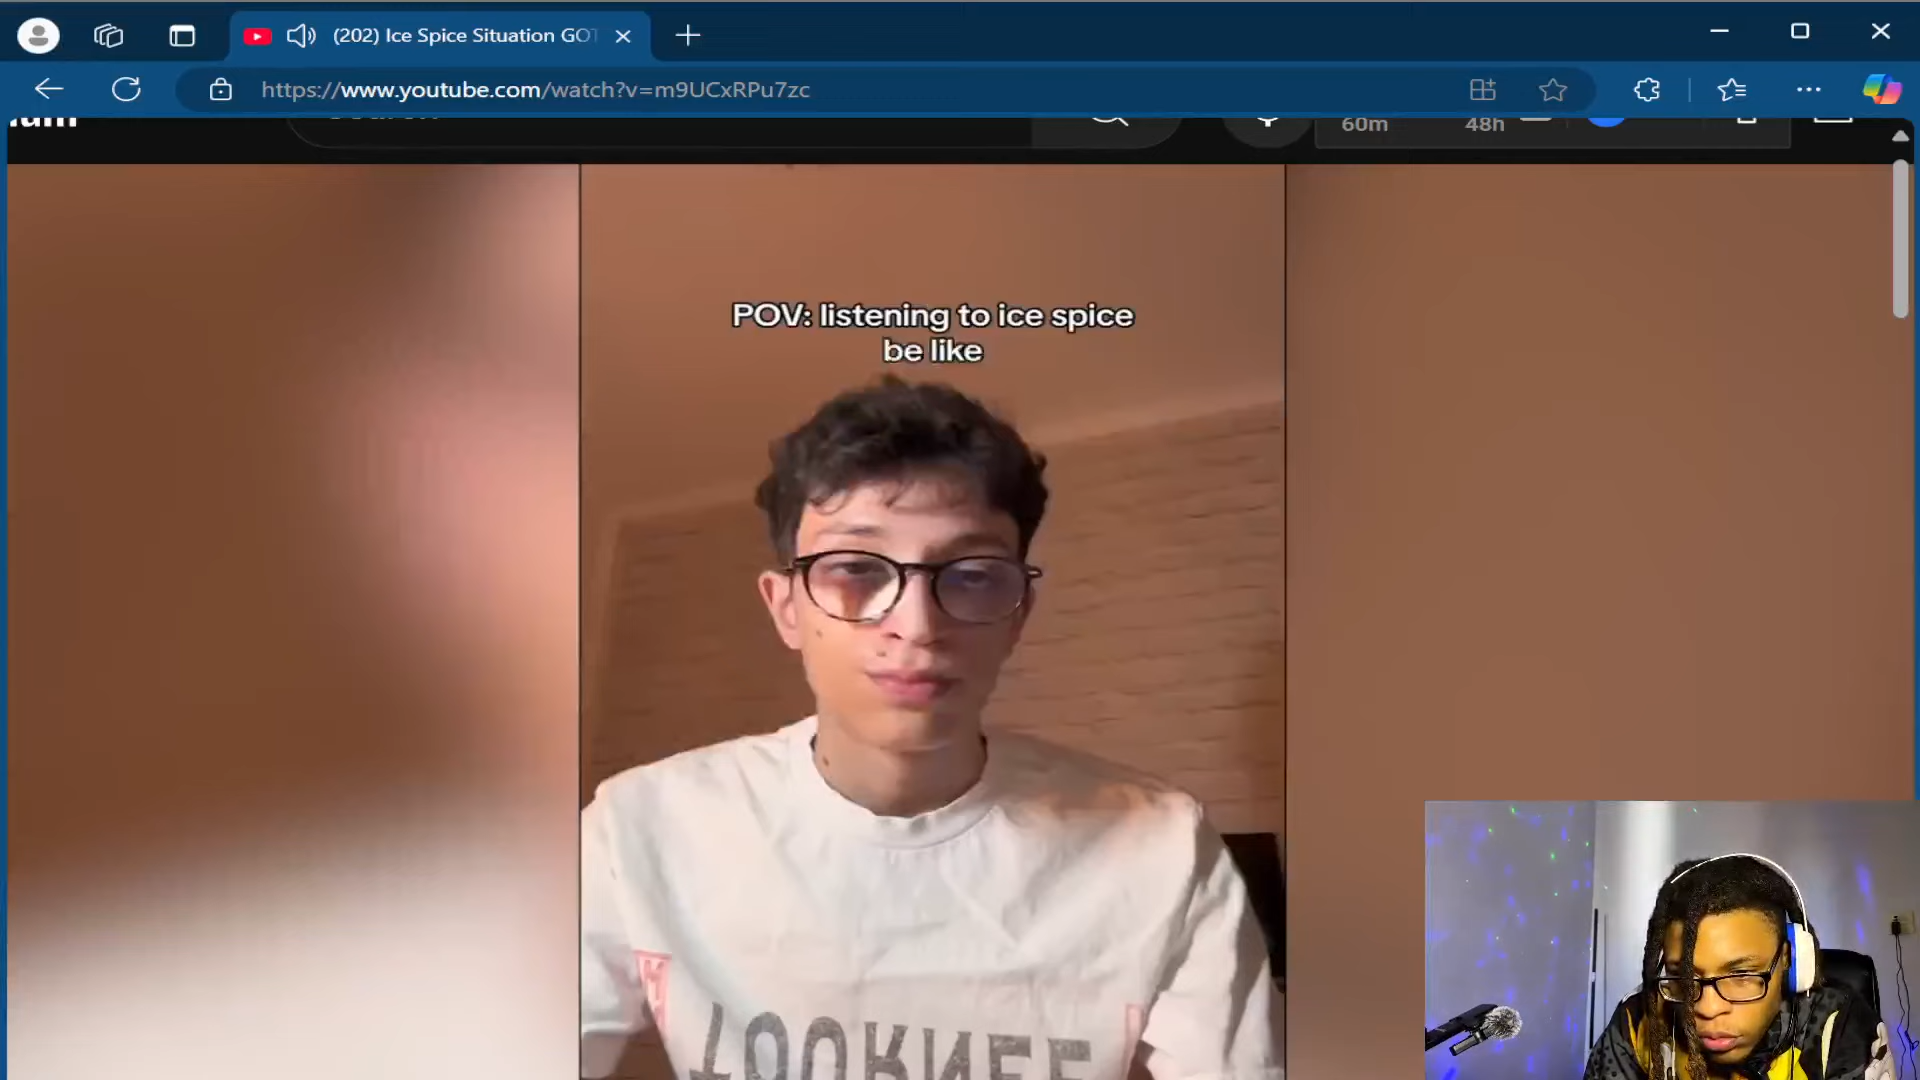 (202) Ice Spice Situation GOT
https://www.youtube.com/watch?v=m9UCxRPu7zc
60m
48h
POV: listening to ice spice
be like